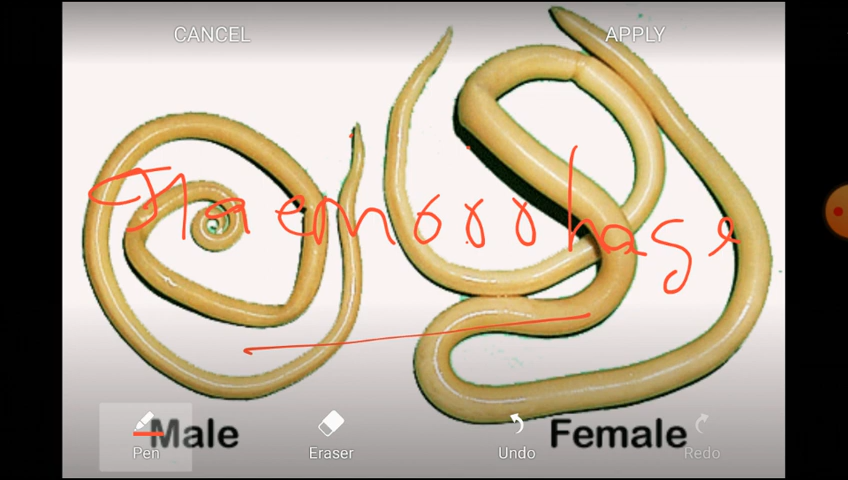 CANCEL APPLY
Haemorrhage
Male Female
Pen Eraser Undo Redo